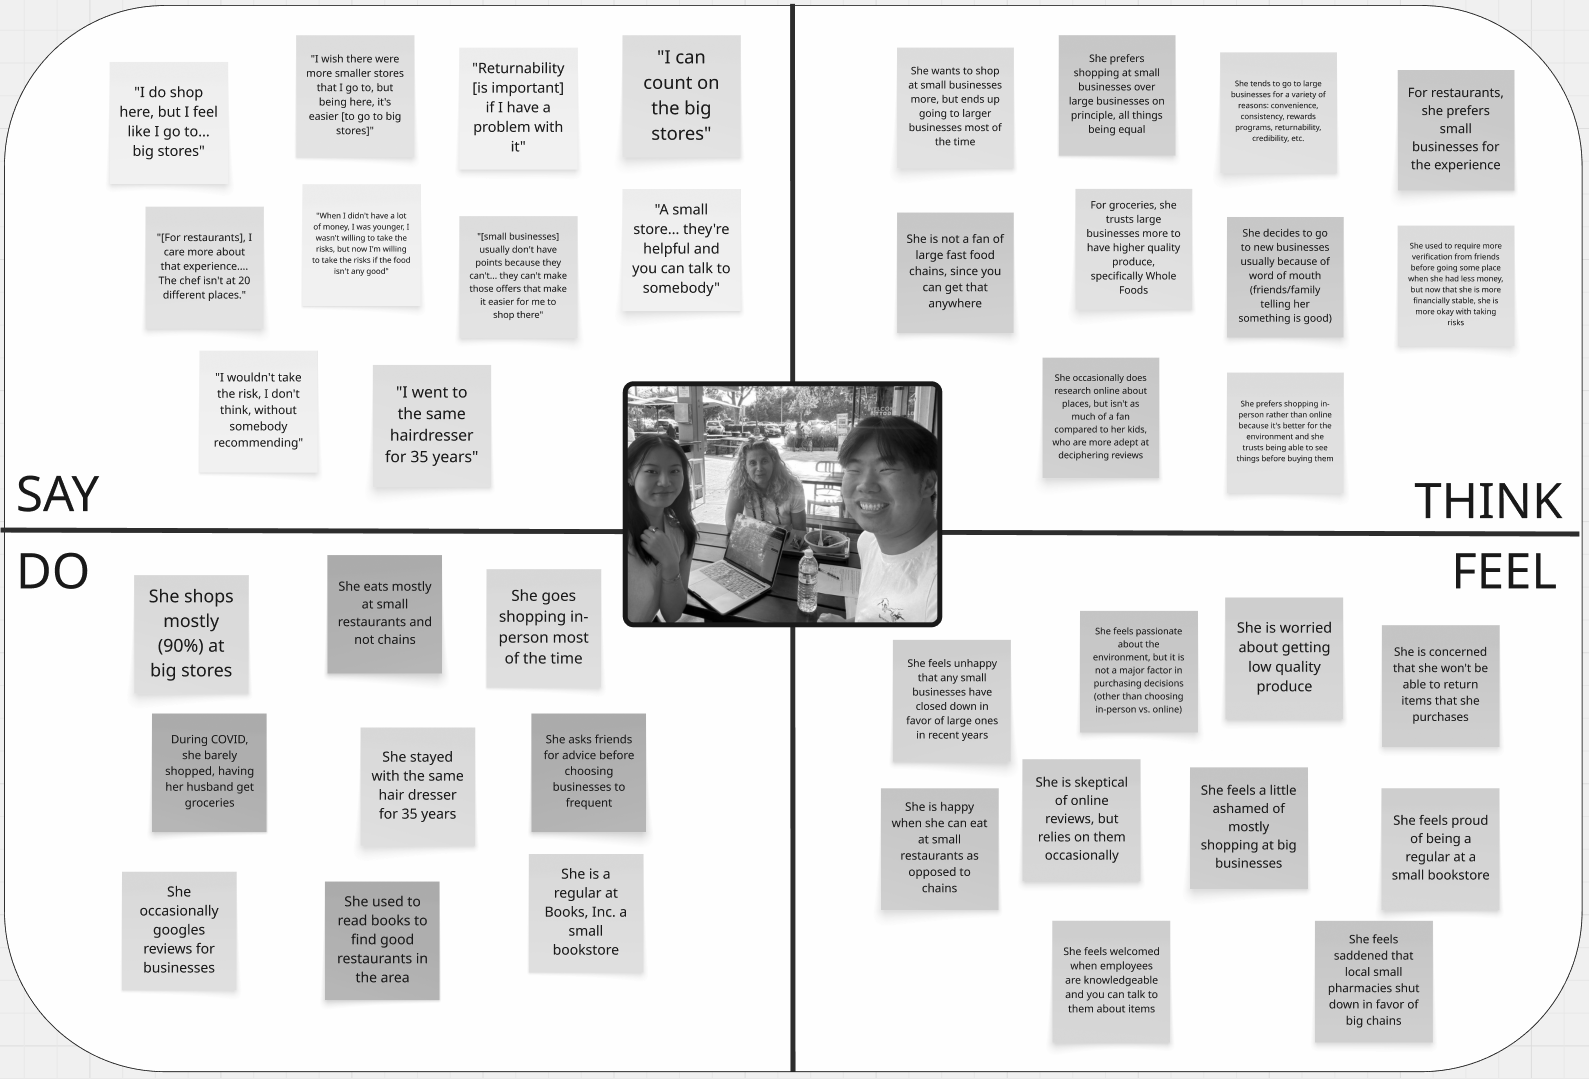 "I do shop
here, but I feel
like I go to...
big stores"
"I wish there were
more smaller stores
that I go to, but
being here, it's
easier [to go to big
stores]"
"Returnability
[is important]
if I have a
problem with
it"
"I can
count on
the big
stores"
"[For restaurants], I
care more about
that experience....
The chef isn't at 20
different places."
"When I didn't have a lot
of money, I was younger, I
wasn't willing to take the
risks, but now I'm willing
to take the risks if the food
isn't any good"
"[small businesses]
usually don't have
points because they
can't... they can't make
those offers that make
it easier for me to
shop there"
"A small
store... they're
helpful and
you can talk to
somebody"
"I wouldn't take
the risk, I don't
think, without
somebody
recommending"
"I went to
the same
hairdresser
for 35 years"
SAY
She wants to shop
at small businesses
more, but ends up
going to larger
businesses most of
the time
She prefers
shopping at small
businesses over
large businesses on
principle, all things
being equal
She tends to go to large
businesses for a variety of
reasons: convenience,
consistency, rewards
programs, returnability,
credibility, etc.
For restaurants,
she prefers
small
businesses for
the experience
She is not a fan of
large fast food
chains, since you
can get that
anywhere
For groceries, she
trusts large
businesses more to
have higher quality
produce,
specifically Whole
Foods
She decides to go
to new businesses
usually because of
word of mouth
(friends/family
telling her
something is good)
She used to require more
verification from friends
before going some place
when she had less money,
but now that she is more
financially stable, she is
more okay with taking
risks
She occasionally does
research online about
places, but isn't as
much of a fan
compared to her kids,
who are more adept at
deciphering reviews
She prefers shopping in-
person rather than online
because it's better for the
environment and she
trusts being able to see
things before buying them
THINK
DO
She shops
mostly
(90%) at
big stores
She eats mostly
at small
restaurants and
not chains
She goes
shopping in-
person most
of the time
During COVID,
she barely
shopped, having
her husband get
groceries
She stayed
with the same
hair dresser
for 35 years
She asks friends
for advice before
choosing
businesses to
frequent
She
occasionally
googles
reviews for
businesses
She used to
read books to
find good
restaurants in
the area
She is a
regular at
Books, Inc. a
small
bookstore
FEEL
She feels unhappy
that any small
businesses have
closed down in
favor of large ones
in recent years
She feels passionate
about the
environment, but it is
not a major factor in
purchasing decisions
(other than choosing
in-person vs. online)
She is worried
about getting
low quality
produce
She is concerned
that she won't be
able to return
items that she
purchases
She is happy
when she can eat
at small
restaurants as
opposed to
chains
She is skeptical
of online
reviews, but
relies on them
occasionally
She feels a little
ashamed of
mostly
shopping at big
businesses
She feels proud
of being a
regular at a
small bookstore
She feels welcomed
when employees
are knowledgeable
and you can talk to
them about items
She feels
saddened that
local small
pharmacies shut
down in favor of
big chains